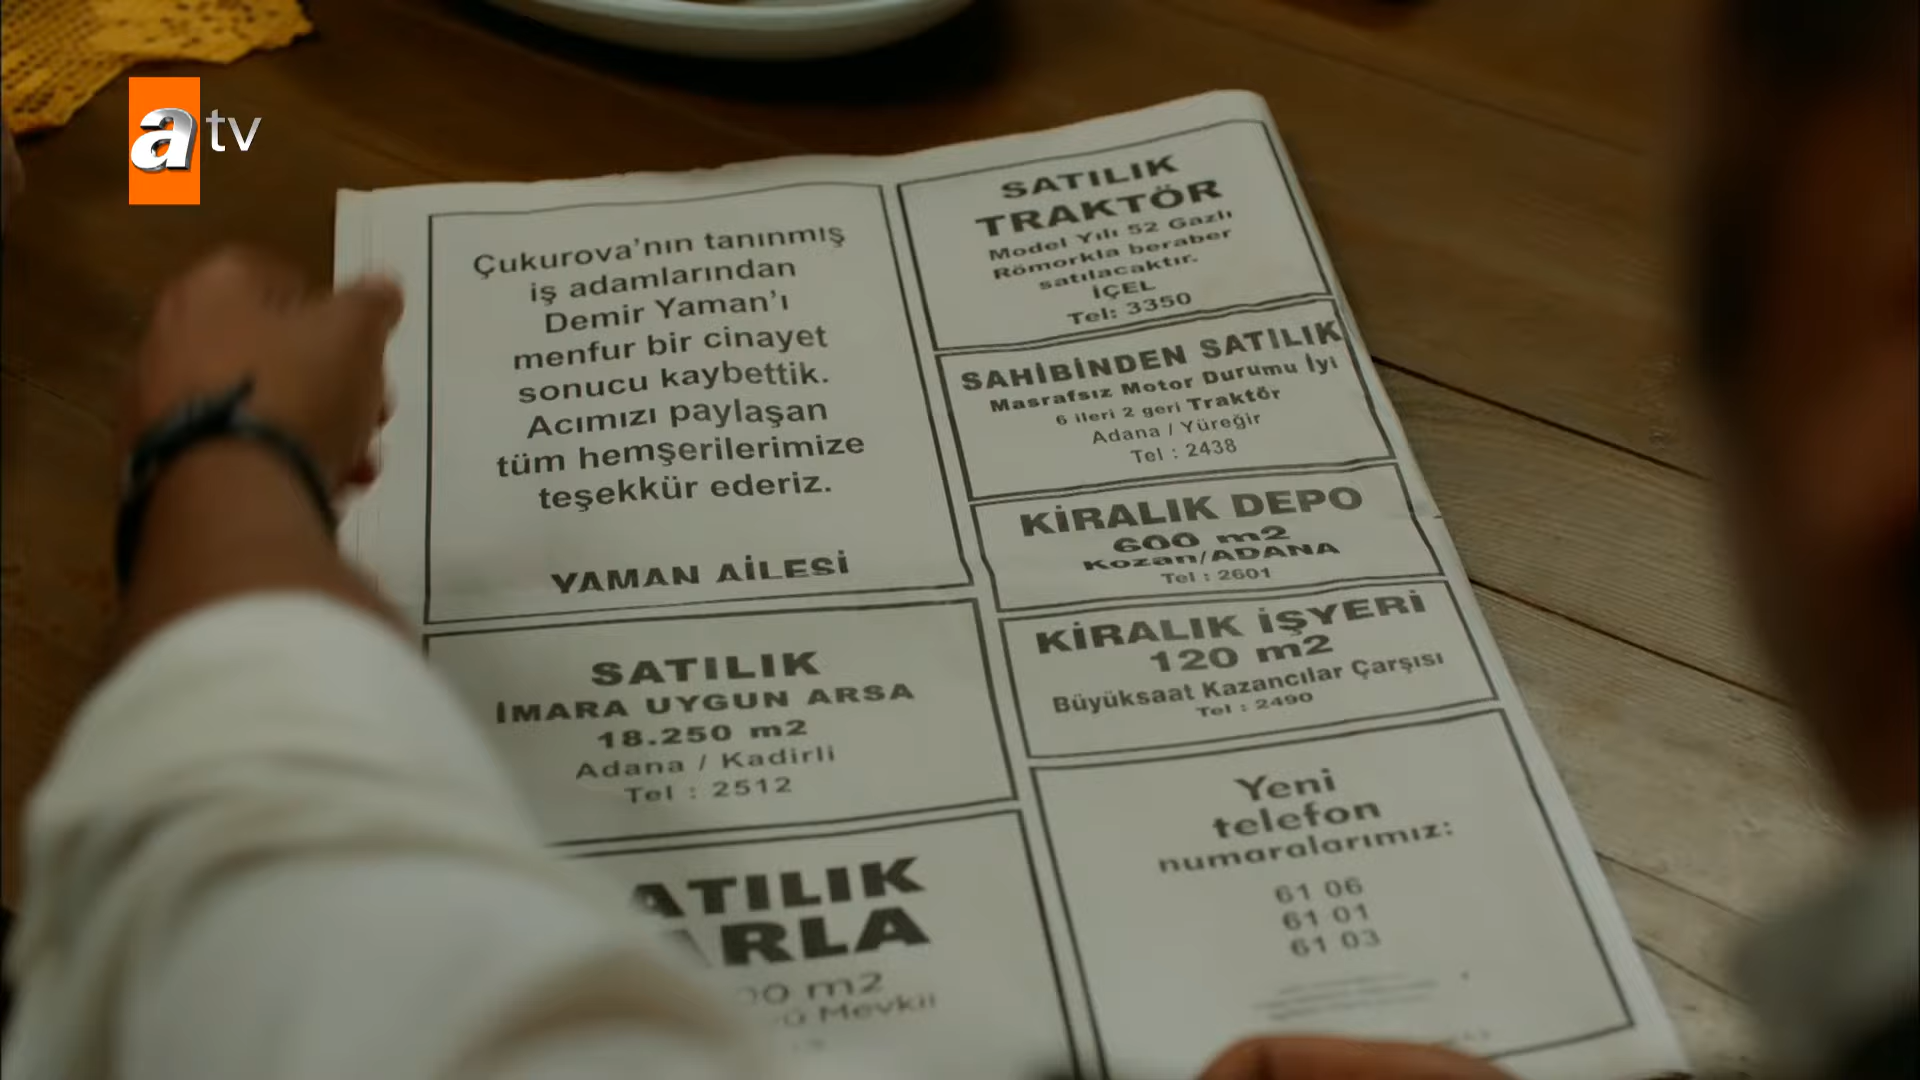 atv
Çukurova'nın tanınmış
iş adamlarından
Demir Yaman'ı
menfur bir cinayet
sonucu kaybettik.
Acımızı paylaşan
tüm hemşerilerimize
teşekkür ederiz.
YAMAN AİLESİ
SATILIK
İMARA UYGUN ARSA
18.250 m2
Adana / Kadirli
Tel : 2512
ATILIK
ARLA
m2
Mevkii
SATILIK
TRAKTÖR
Model Yılı 52 Gazlı
Römorkla beraber
satılacaktır.
İÇEL
Tel: 3350
SAHİBİNDEN SATILIK
Masrafsız Motor Durumu İyi
6 ileri 2 geri Traktör
Adana / Yüreğir
Tel : 2438
KİRALIK DEPO
600 m2
Kozan/ADANA
Tel : 2601
KİRALIK İŞYERİ
120 m2
Büyüksaat Kazancılar Çarşısı
Tel : 2490
Yeni
telefon
numaralarımız:
61 06
61 01
61 03